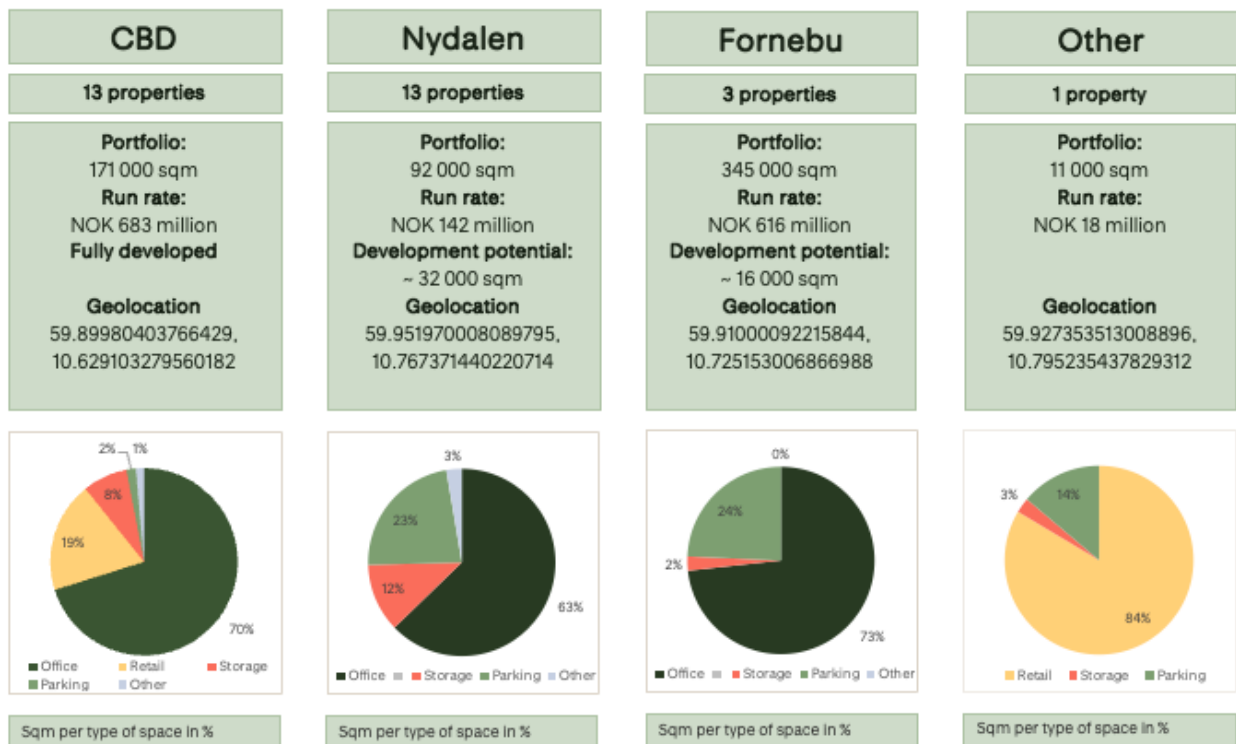 CBD
13 properties
Portfolio:
171 000 sqm
Run rate:
NOK 683 million
Fully developed
Geolocation
59.89980403766429,
10.629103279560182
2%
1%
8%
19%
70%
Office
Retail
Storage
Parking
Other
Sqm per type of space in %
Nydalen
13 properties
Portfolio:
92 000 sqm
Run rate:
NOK 142 million
Development potential:
~ 32 000 sqm
Geolocation
59.951970008089795,
10.767371440220714
3%
23%
12%
63%
Office
Storage
Parking
Other
Sqm per type of space in %
Fornebu
3 properties
Portfolio:
345 000 sqm
Run rate:
NOK 616 million
Development potential:
~ 16 000 sqm
Geolocation
59.91000092215844,
10.725153006866988
0%
24%
2%
73%
Office
Storage
Parking
Other
Sqm per type of space in %
Other
1 property
Portfolio:
11 000 sqm
Run rate:
NOK 18 million
Geolocation
59.927353513008896,
10.795235437829312
3%
14%
84%
Retail
Storage
Parking
Sqm per type of space in %